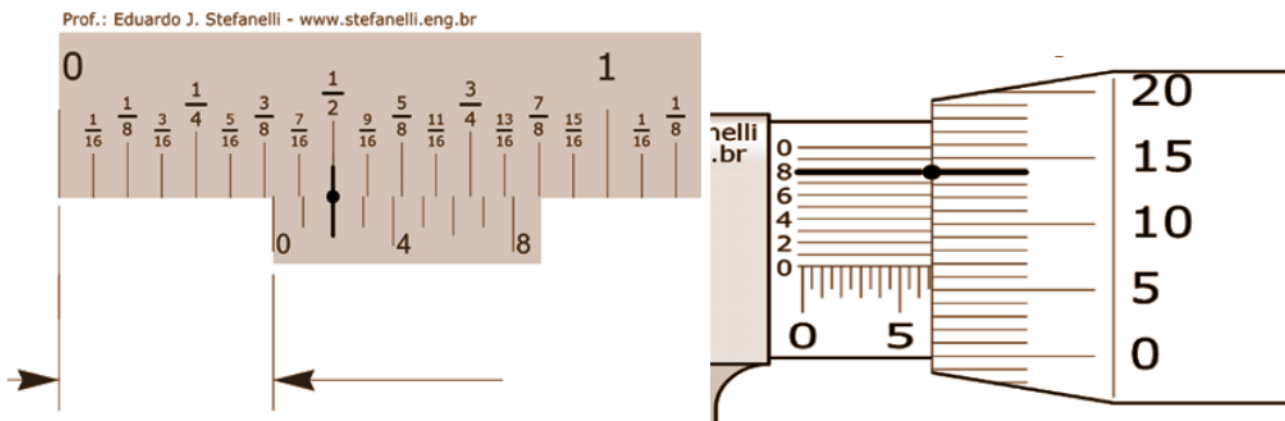 Prof.: Eduardo J. Stefanelli - www.stefanelli.eng.br
0 1
1/16 1/8 3/16 1/4 5/16 3/8 7/16 1/2 9/16 5/8 11/16 3/4 13/16 7/8 15/16 1/16 1/8
0 4 8
nelli
.br
0
8
6
4
2
0
0 5
20
15
10
5
0